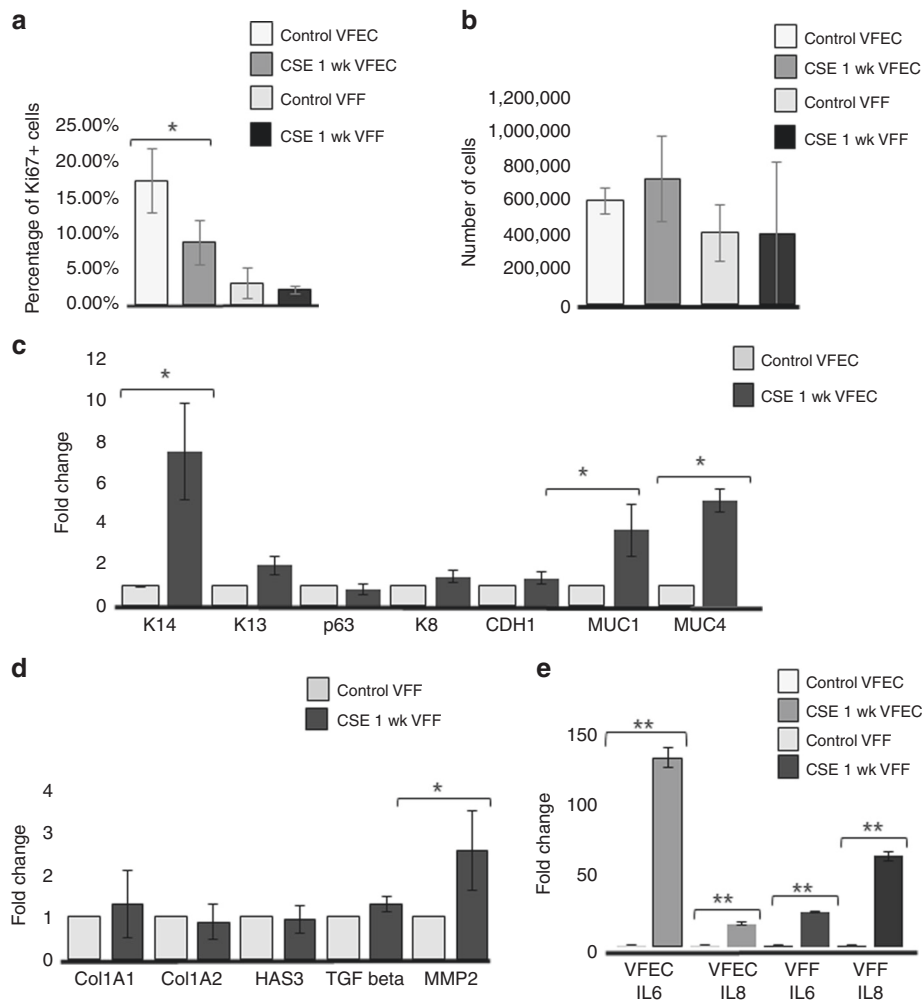 a
Control VFEC
CSE 1 wk VFEC
Control VFF
CSE 1 wk VFF
Percentage of Ki67+ cells
25.00%
20.00%
15.00%
10.00%
5.00%
0.00%
*
b
Control VFEC
CSE 1 wk VFEC
Control VFF
CSE 1 wk VFF
Number of cells
1,200,000
1,000,000
800,000
600,000
400,000
200,000
0
c
Control VFEC
CSE 1 wk VFEC
Fold change
12
10
8
6
4
2
0
*
*
*
K14 K13 p63 K8 CDH1 MUC1 MUC4
d
Control VFF
CSE 1 wk VFF
Fold change
4
3
2
1
0
*
Col1A1 Col1A2 HAS3 TGF beta MMP2
e
Control VFEC
CSE 1 wk VFEC
Control VFF
CSE 1 wk VFF
Fold change
150
100
50
0
**
**
**
**
VFEC VFEC VFF VFF
IL6 IL8 IL6 IL8